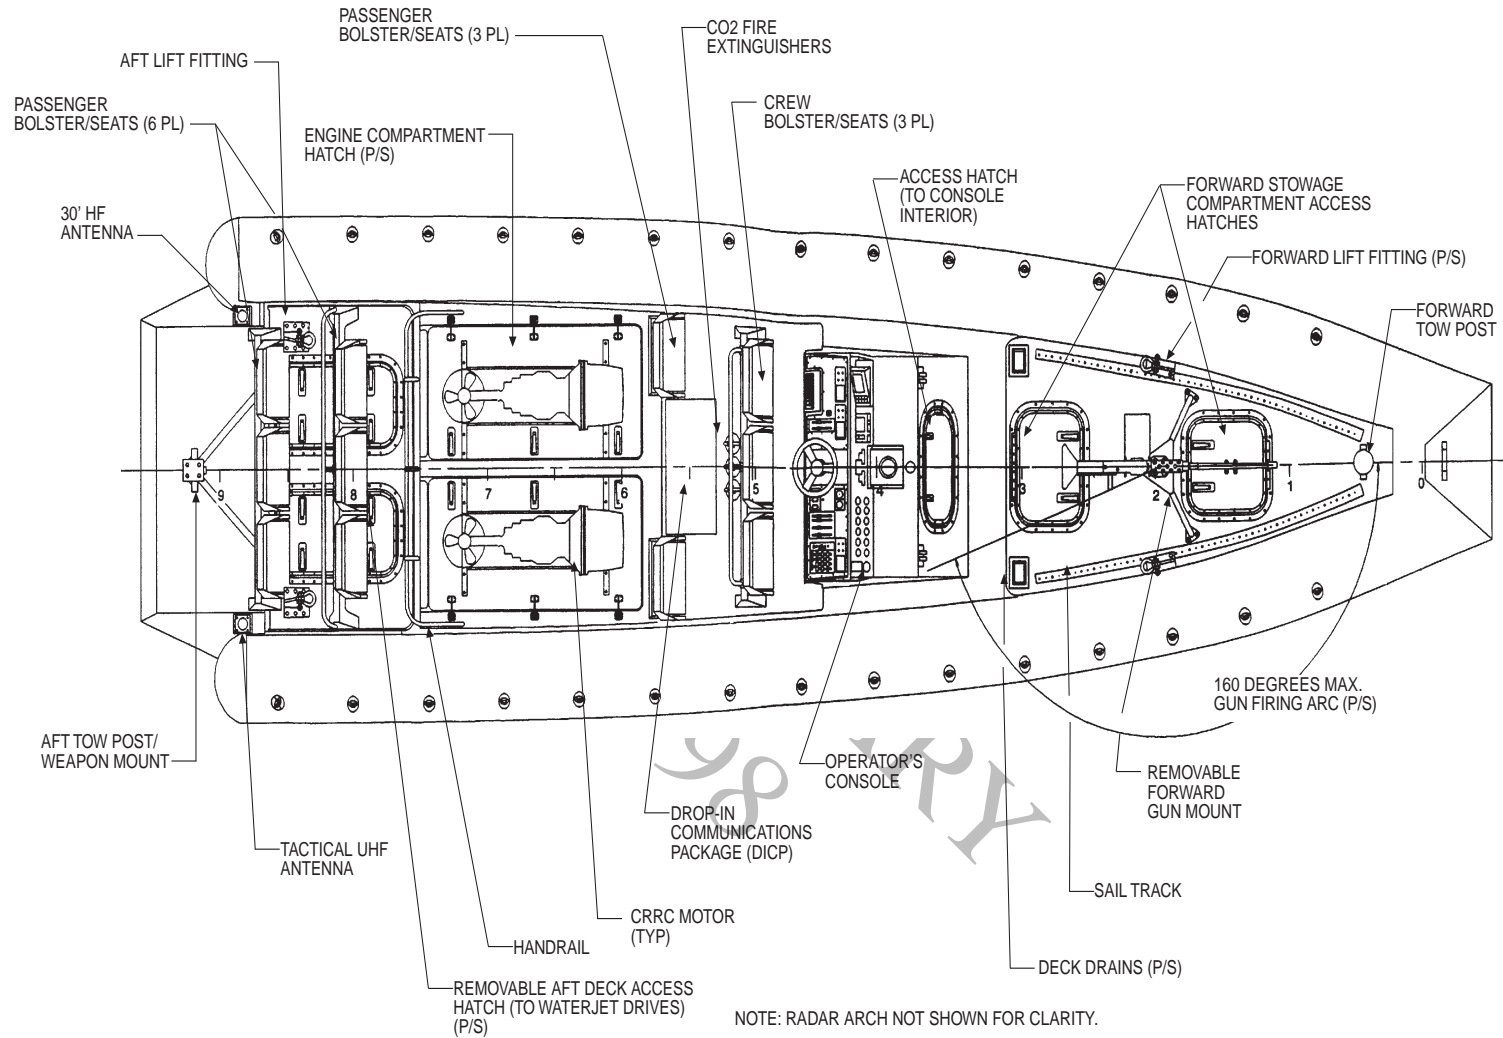 PASSENGER
BOLSTER/SEATS (3 PL)
CO2 FIRE
EXTINGUISHERS
AFT LIFT FITTING
PASSENGER
BOLSTER/SEATS (6 PL)
CREW
BOLSTER/SEATS (3 PL)
ENGINE COMPARTMENT
HATCH (P/S)
ACCESS HATCH
(TO CONSOLE
INTERIOR)
FORWARD STOWAGE
COMPARTMENT ACCESS
HATCHES
30' HF
ANTENNA
FORWARD LIFT FITTING (P/S)
FORWARD
TOW POST
9
8
7
6
5
4
3
2
1
160 DEGREES MAX.
GUN FIRING ARC (P/S)
AFT TOW POST/
WEAPON MOUNT
OPERATOR'S
CONSOLE
REMOVABLE
FORWARD
GUN MOUNT
DROP-IN
COMMUNICATIONS
PACKAGE (DICP)
TACTICAL UHF
ANTENNA
SAIL TRACK
CRRC MOTOR
(TYP)
HANDRAIL
DECK DRAINS (P/S)
REMOVABLE AFT DECK ACCESS
HATCH (TO WATERJET DRIVES)
(P/S)
NOTE: RADAR ARCH NOT SHOWN FOR CLARITY.